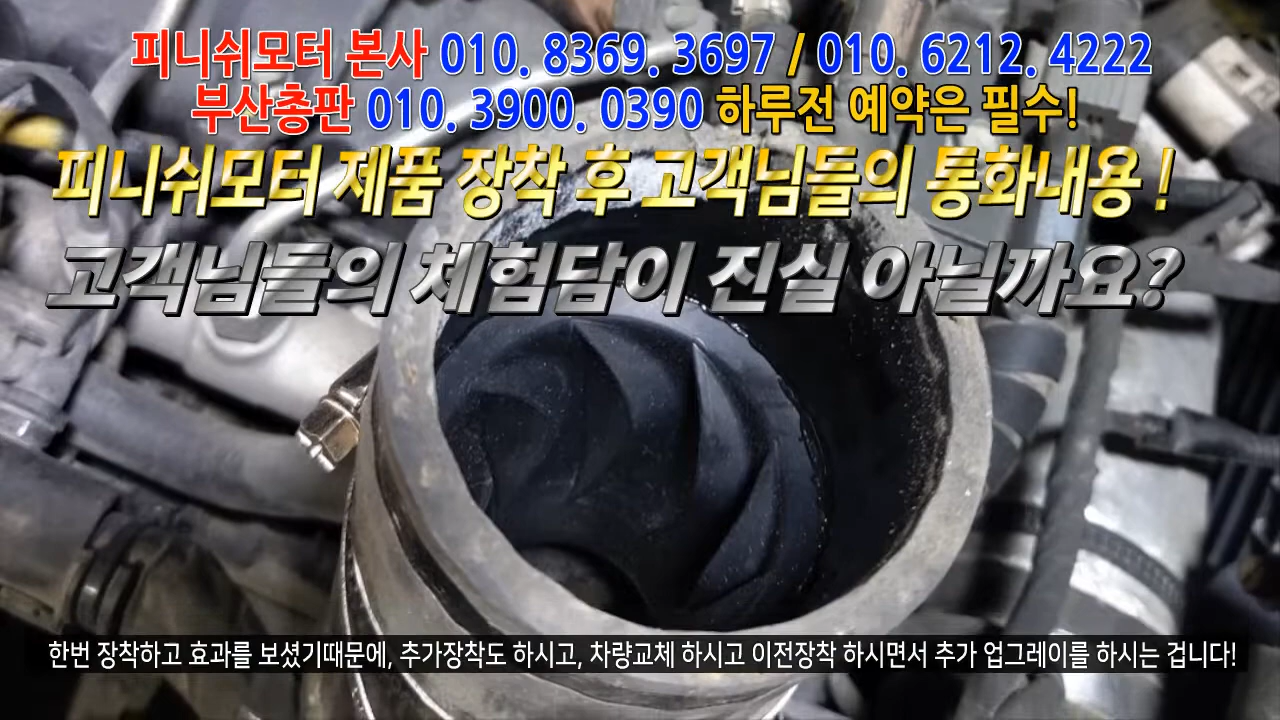 피니쉬모터 본사 010. 8369. 3697 / 010. 6212. 4222
부산총판 010. 3900. 0390 하루전 예약은 필수!
피니쉬모터 제품 장착 후 고객님들의 통화내용 !
고객님들의 체험담이 진실 아닐까요?
한번 장착하고 효과를 보셨기때문에, 추가장착도 하시고, 차량교체 하시고 이전장착 하시면서 추가 업그레이를 하시는 겁니다!